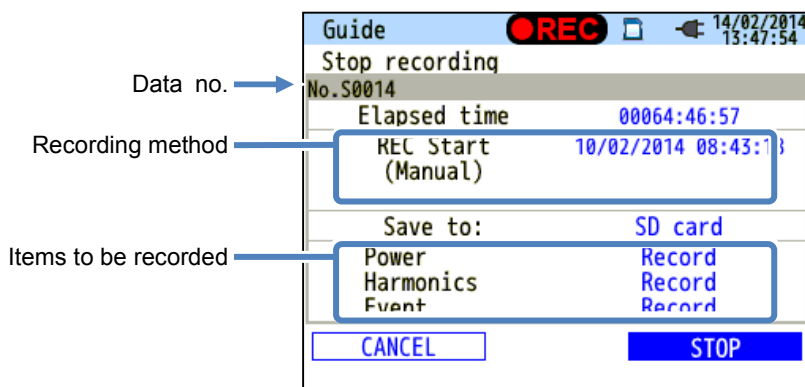 Guide REC 14/02/2014
13:47:54
Stop recording
Data no. No.S0014
Elapsed time 00064:46:57
Recording method REC Start 10/02/2014 08:43:13
(Manual)
Save to: SD card
Items to be recorded Power Record
Harmonics Record
Event Record
CANCEL STOP